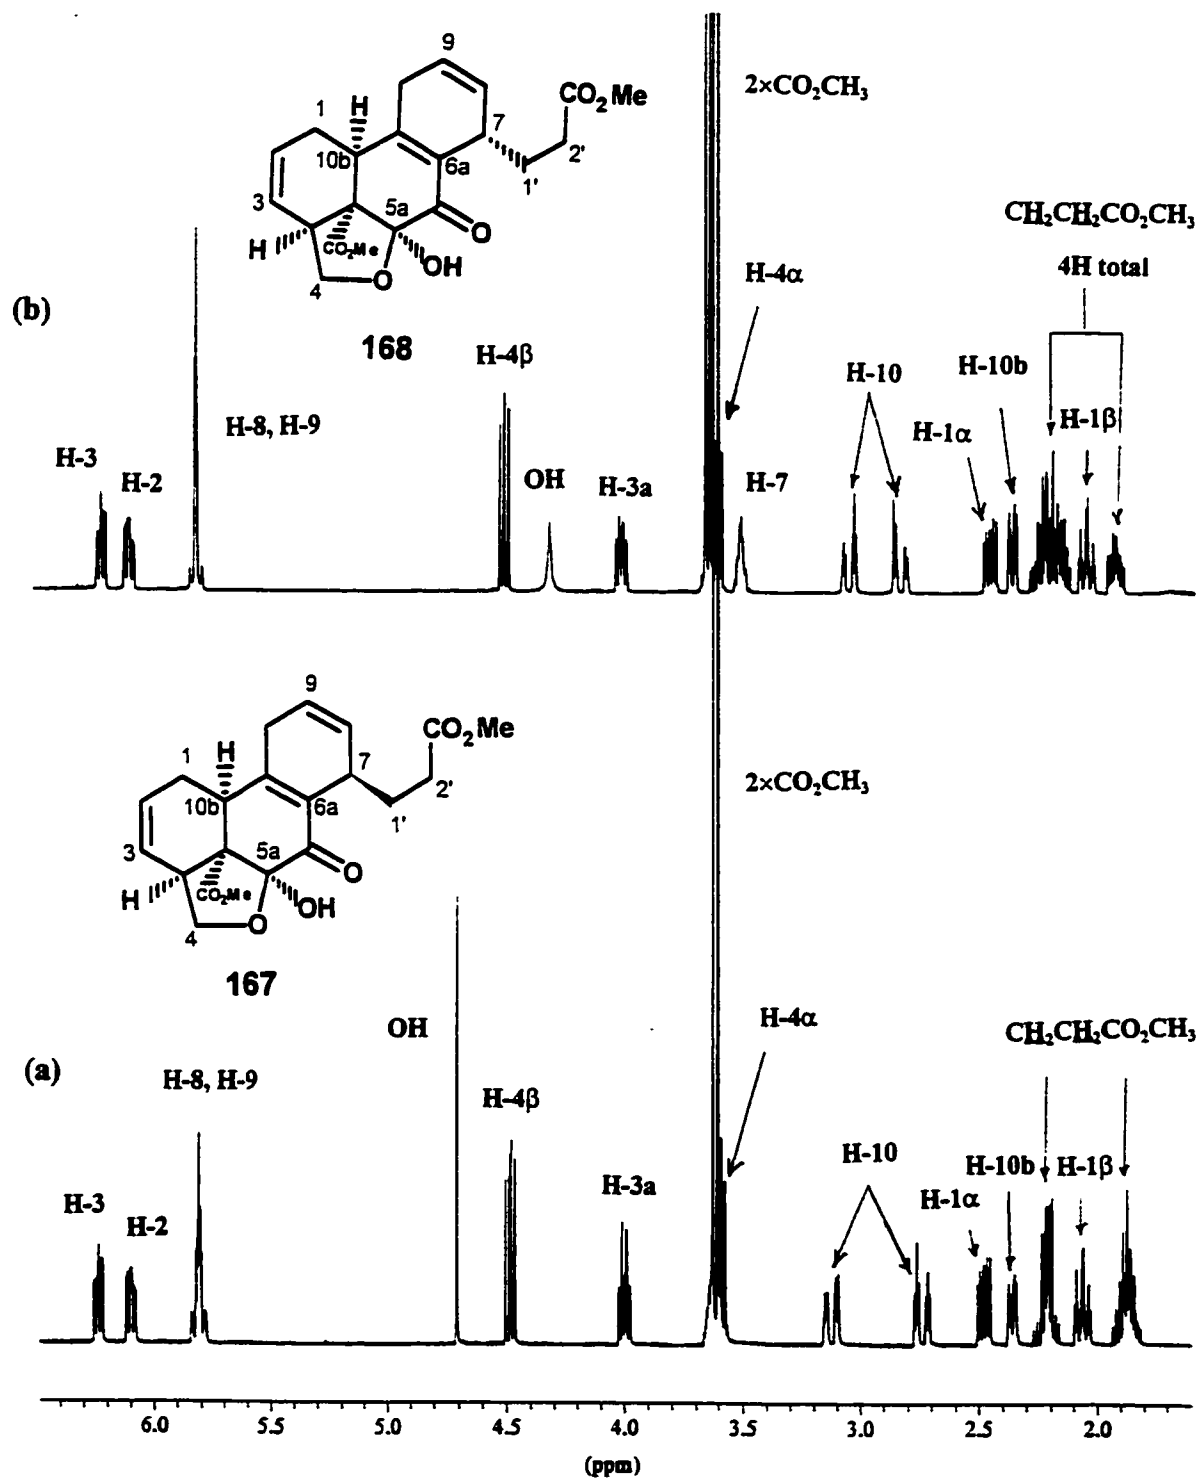 9
CO₂Me
2×CO₂CH₃
1
H
7
10b
6a
2'
1'
3
5a
O
CH₂CH₂CO₂CH₃
H
CO₂Me
OH
O
4
4H total
H-4α
(b)
168
H-4β
H-10
H-10b
H-8, H-9
H-1α
H-1β
H-3
H-2
OH
H-3a
H-7
9
CO₂Me
1
H
7
2×CO₂CH₃
10b
6a
2'
1'
3
5a
O
H
CO₂Me
OH
O
4
167
OH
H-4α
CH₂CH₂CO₂CH₃
(a)
H-8, H-9
H-4β
H-10
H-10b
H-1β
H-3
H-2
H-3a
H-1α
6.0 5.5 5.0 4.5 4.0 3.5 3.0 2.5 2.0
(ppm)